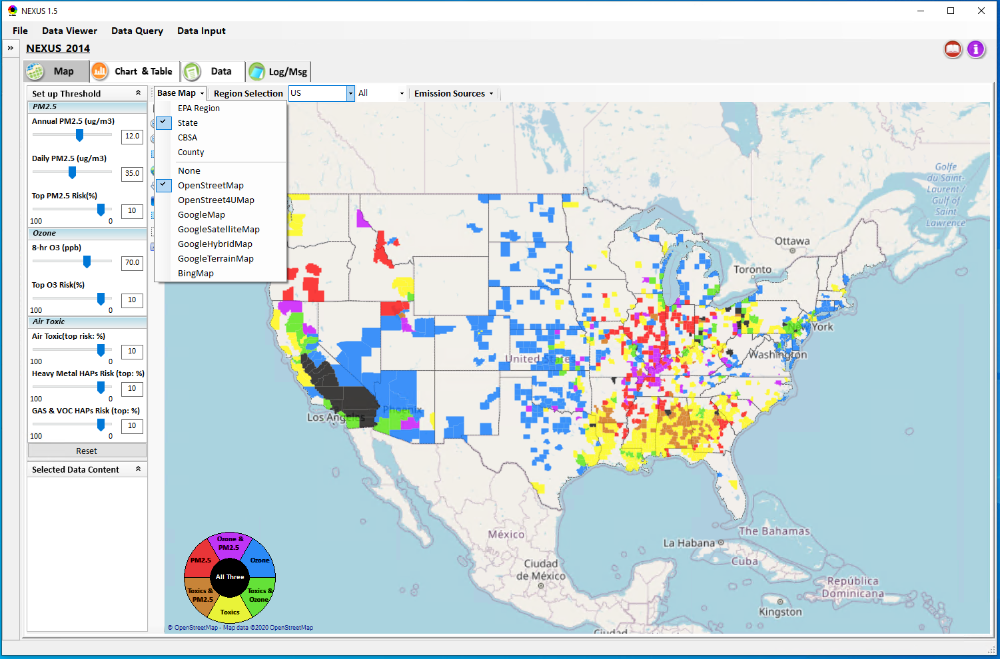 NEXUS 1.5
File Data Viewer Data Query Data Input
»
NEXUS_2014
Map Chart & Table Data Log/Msg
Set up Threshold
PM2.5
Annual PM2.5 (ug/m3)
12.0
Daily PM2.5 (ug/m3)
35.0
Top PM2.5 Risk(%)
10
100 0
Ozone
8-hr O3 (ppb)
70.0
Top O3 Risk(%)
10
100 0
Air Toxic
Air Toxic(top risk: %)
10
100 0
Heavy Metal HAPs Risk (top: %)
10
100 0
GAS & VOC HAPs Risk (top: %)
10
100 0
Reset
Selected Data Content
Base Map Region Selection US All Emission Sources
EPA Region
State
CBSA
County
None
OpenStreetMap
OpenStreet4UMap
GoogleMap
GoogleSatelliteMap
GoogleHybridMap
GoogleTerrainMap
BingMap
Golfe
du Saint-
Laurent /
Gulf of
Saint
Lawrence
Ottawa
Toronto
New York
Washington
United States
Phoenix
Los Angeles
México
Ciudad
de México
La Habana
The Bahamas
Cuba
República
Dominicana
Kingston
Ciudad
Ozone &
PM2.5
PM2.5
Ozone
All Three
Toxics &
PM2.5
Toxics &
Ozone
Toxics
© OpenStreetMap - Map data ©2020 OpenStreetMap